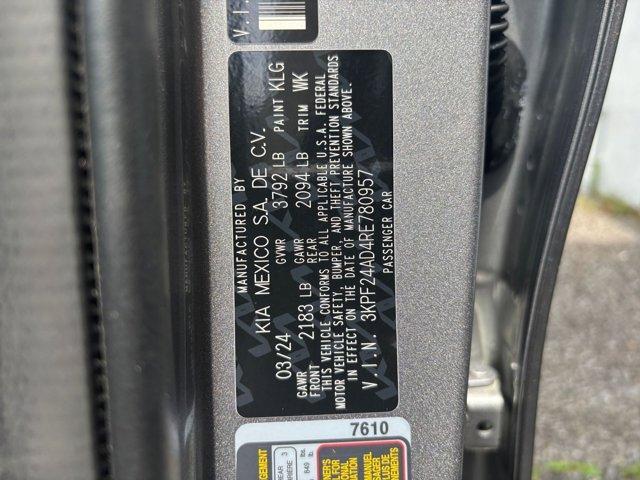 V.I.
MANUFACTURED BY
KIA MEXICO S.A. DE C.V.
03/24 GVWR 3792 LB PAINT KLG
GAWR FRONT 2183 LB GAWR REAR 2094 LB TRIM WK
THIS VEHICLE CONFORMS TO ALL APPLICABLE U.S.A. FEDERAL
MOTOR VEHICLE SAFETY, BUMPER, AND THEFT PREVENTION STANDARDS
IN EFFECT ON THE DATE OF MANUFACTURE SHOWN ABOVE.
V.I.N. 3KPF24AD4RE780957
PASSENGER CAR
7610